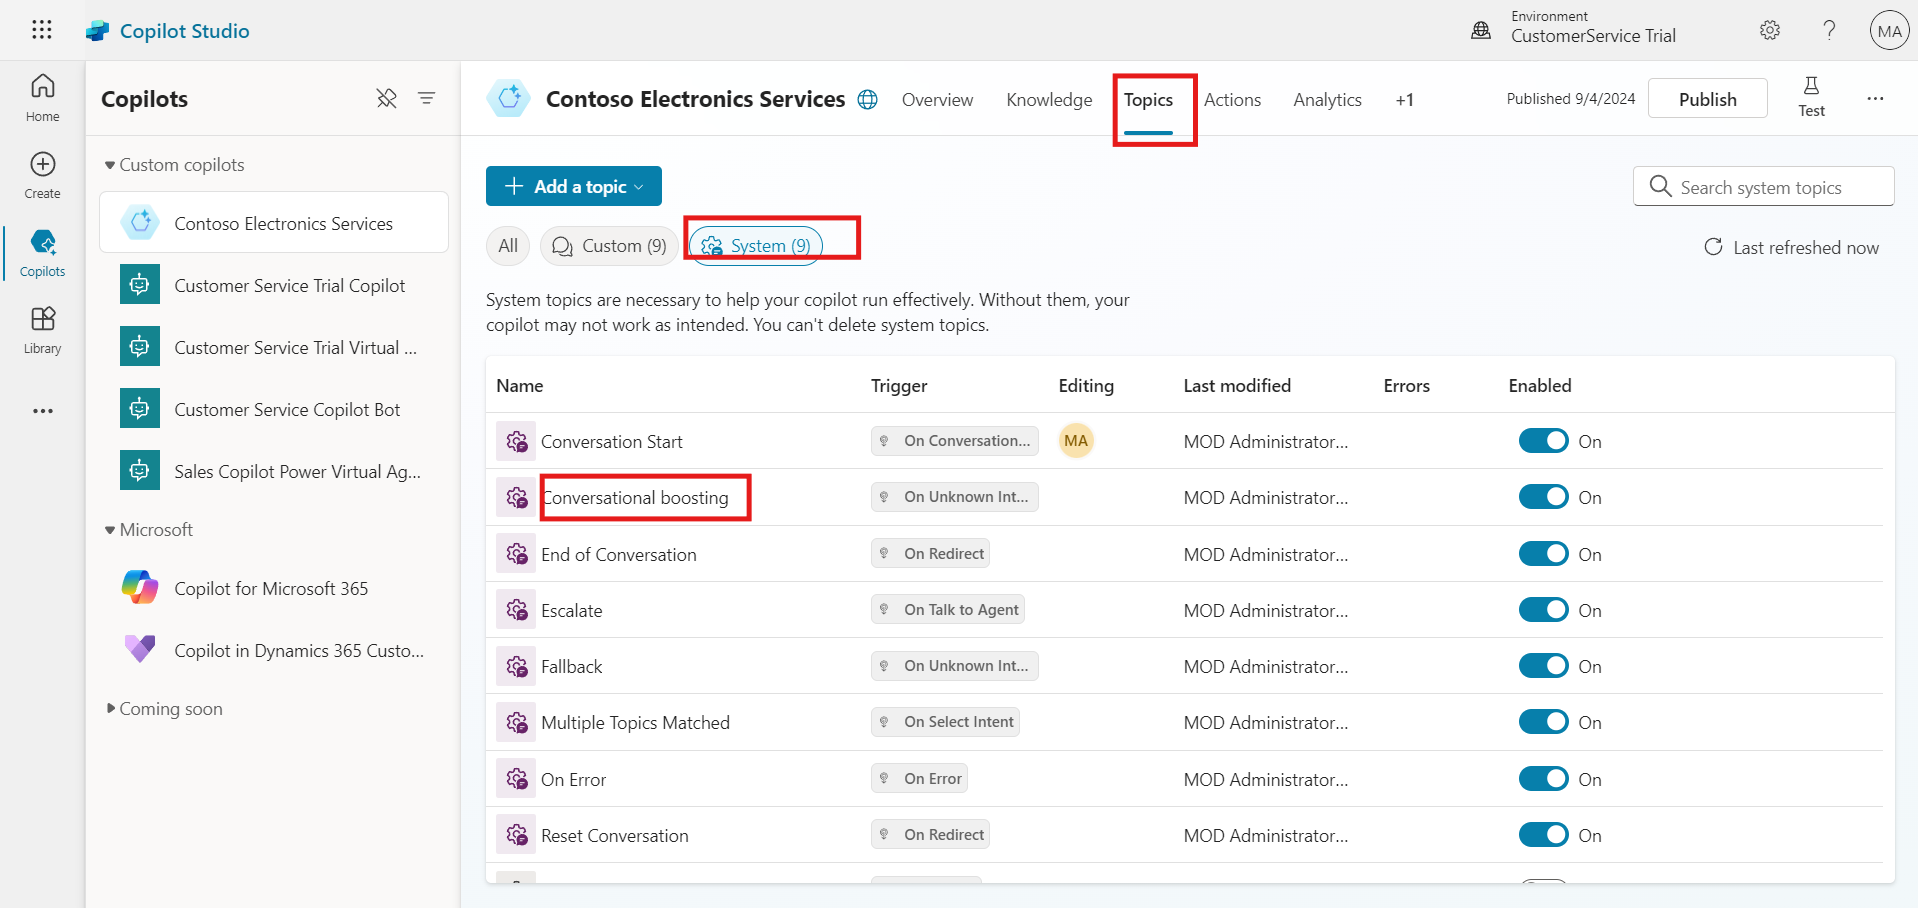 Copilot Studio
Environment
CustomerService Trial
MA
Home
Create
Copilots
Library
Copilots
Custom copilots
Contoso Electronics Services
Customer Service Trial Copilot
Customer Service Trial Virtual ...
Customer Service Copilot Bot
Sales Copilot Power Virtual Ag...
Microsoft
Copilot for Microsoft 365
Copilot in Dynamics 365 Custo...
Coming soon
Contoso Electronics Services
Overview Knowledge Topics Actions Analytics +1
Published 9/4/2024 Publish Test
Add a topic
Search system topics
All Custom (9) System (9)
Last refreshed now
System topics are necessary to help your copilot run effectively. Without them, your
copilot may not work as intended. You can't delete system topics.
Name Trigger Editing Last modified Errors Enabled
Conversation Start On Conversation... MA MOD Administrator... On
Conversational boosting On Unknown Int... MOD Administrator... On
End of Conversation On Redirect MOD Administrator... On
Escalate On Talk to Agent MOD Administrator... On
Fallback On Unknown Int... MOD Administrator... On
Multiple Topics Matched On Select Intent MOD Administrator... On
On Error On Error MOD Administrator... On
Reset Conversation On Redirect MOD Administrator... On